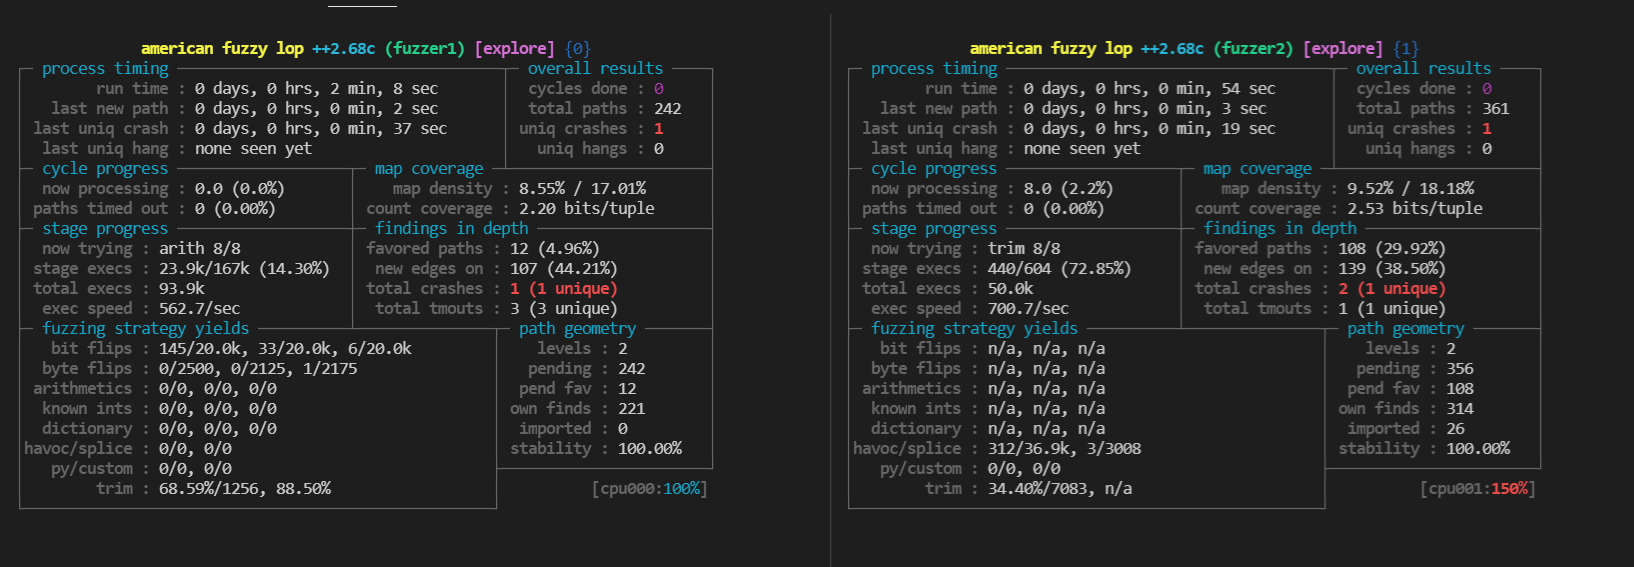 american fuzzy lop ++2.68c (fuzzer1) [explore] {0}
process timing
overall results
run time : 0 days, 0 hrs, 2 min, 8 sec
cycles done : 0
last new path : 0 days, 0 hrs, 0 min, 2 sec
total paths : 242
last uniq crash : 0 days, 0 hrs, 0 min, 37 sec
uniq crashes : 1
last uniq hang : none seen yet
uniq hangs : 0
cycle progress
map coverage
now processing : 0.0 (0.0%)
map density : 8.55% / 17.01%
paths timed out : 0 (0.00%)
count coverage : 2.20 bits/tuple
stage progress
findings in depth
now trying : arith 8/8
favored paths : 12 (4.96%)
stage execs : 23.9k/167k (14.30%)
new edges on : 107 (44.21%)
total execs : 93.9k
total crashes : 1 (1 unique)
exec speed : 562.7/sec
total tmouts : 3 (3 unique)
fuzzing strategy yields
path geometry
bit flips : 145/20.0k, 33/20.0k, 6/20.0k
levels : 2
byte flips : 0/2500, 0/2125, 1/2175
pending : 242
arithmetics : 0/0, 0/0, 0/0
pend fav : 12
known ints : 0/0, 0/0, 0/0
own finds : 221
dictionary : 0/0, 0/0, 0/0
imported : 0
havoc/splice : 0/0, 0/0
stability : 100.00%
py/custom : 0/0, 0/0
trim : 68.59%/1256, 88.50%
[cpu000:100%]
american fuzzy lop ++2.68c (fuzzer2) [explore] {1}
process timing
overall results
run time : 0 days, 0 hrs, 0 min, 54 sec
cycles done : 0
last new path : 0 days, 0 hrs, 0 min, 3 sec
total paths : 361
last uniq crash : 0 days, 0 hrs, 0 min, 19 sec
uniq crashes : 1
last uniq hang : none seen yet
uniq hangs : 0
cycle progress
map coverage
now processing : 8.0 (2.2%)
map density : 9.52% / 18.18%
paths timed out : 0 (0.00%)
count coverage : 2.53 bits/tuple
stage progress
findings in depth
now trying : trim 8/8
favored paths : 108 (29.92%)
stage execs : 440/604 (72.85%)
new edges on : 139 (38.50%)
total execs : 50.0k
total crashes : 2 (1 unique)
exec speed : 700.7/sec
total tmouts : 1 (1 unique)
fuzzing strategy yields
path geometry
bit flips : n/a, n/a, n/a
levels : 2
byte flips : n/a, n/a, n/a
pending : 356
arithmetics : n/a, n/a, n/a
pend fav : 108
known ints : n/a, n/a, n/a
own finds : 314
dictionary : n/a, n/a, n/a
imported : 26
havoc/splice : 312/36.9k, 3/3008
stability : 100.00%
py/custom : 0/0, 0/0
trim : 34.40%/7083, n/a
[cpu001:150%]